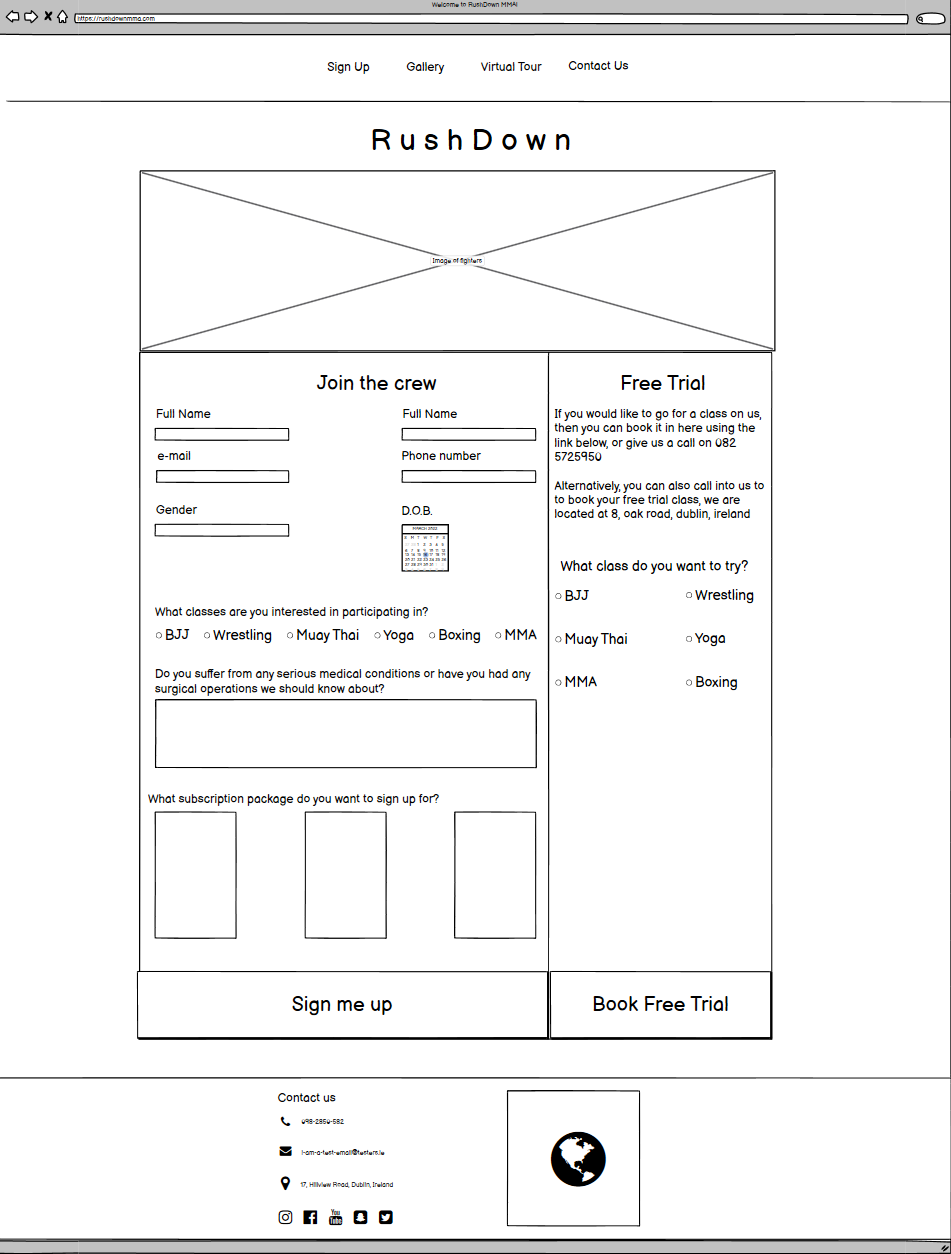 Welcome to RushDown MMA!
https://rushdownmma.com
Sign Up Gallery Virtual Tour Contact Us
RushDown
Image of fighters
Join the crew
Full Name Full Name
e-mail Phone number
Gender D.O.B.
MARCH 2022
S M T W T F S
What classes are you interested in participating in?
BJJ Wrestling Muay Thai Yoga Boxing MMA
Do you suffer from any serious medical conditions or have you had any
surgical operations we should know about?
What subscription package do you want to sign up for?
Sign me up
Free Trial
If you would like to go for a class on us,
then you can book it in here using the
link below, or give us a call on 082
5725950
Alternatively, you can also call into us to
to book your free trial class, we are
located at 8, oak road, dublin, ireland
What class do you want to try?
BJJ Wrestling
Muay Thai Yoga
MMA Boxing
Book Free Trial
Contact us
098-2850-582
i-am-a-test-email@testers.ie
17, Hillview Road, Dublin, Ireland
You
Tube